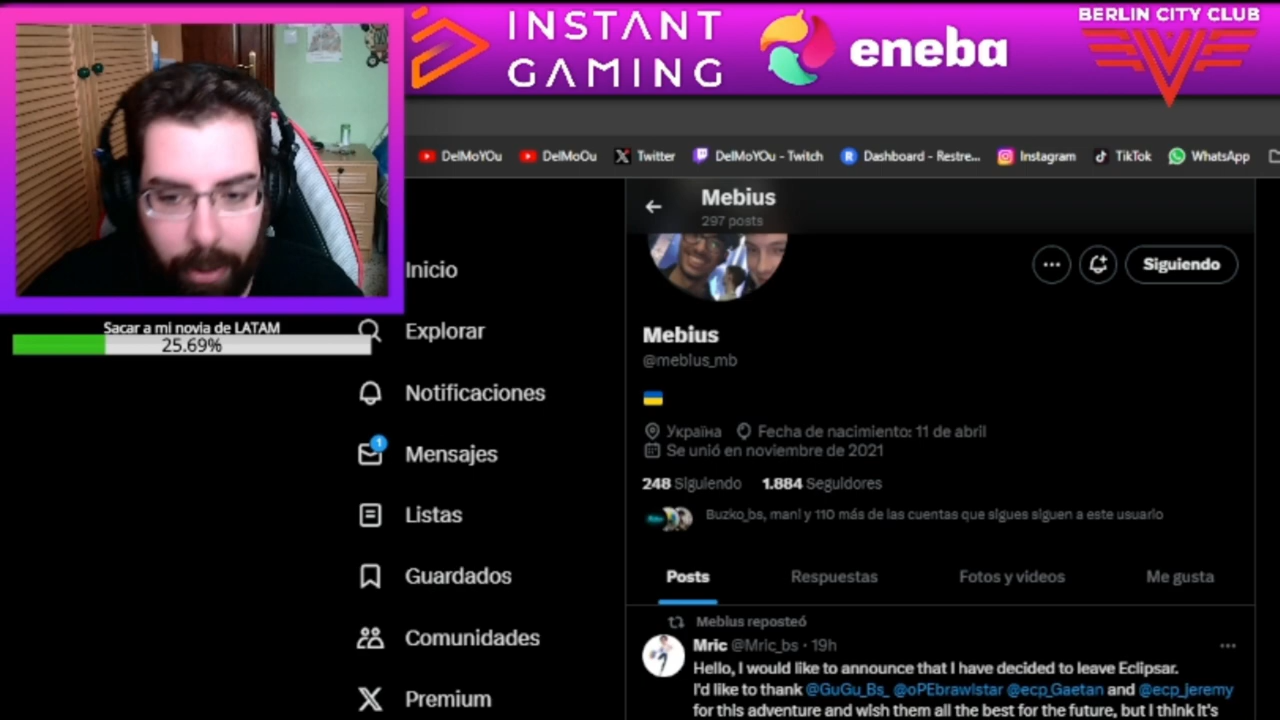 INSTANT
GAMING
eneba
BERLIN CITY CLUB
DelMoYOu
DelMoOu
Twitter
DelMoYOu - Twitch
Dashboard - Restre...
Instagram
TikTok
WhatsApp
Mebius
297 posts
Siguiendo
Inicio
Explorar
Notificaciones
1
Mensajes
Listas
Guardados
Comunidades
Premium
Sacar a mi novia de LATAM
25.69%
Mebius
@mebius_mb
Україна Fecha de nacimiento: 11 de abril
Se unió en noviembre de 2021
248 Siguiendo 1.884 Seguidores
Buzko_bs, mani y 110 más de las cuentas que sigues siguen a este usuario
Posts Respuestas Fotos y videos Me gusta
Mebius reposteó
Mric @Mric_bs · 19h
Hello, I would like to announce that I have decided to leave Eclipsar.
I'd like to thank @GuGu_Bs_ @oPEbrawlstar @ecp_Gaetan and @ecp_jeremy
for this adventure and wish them all the best for the future, but I think it's